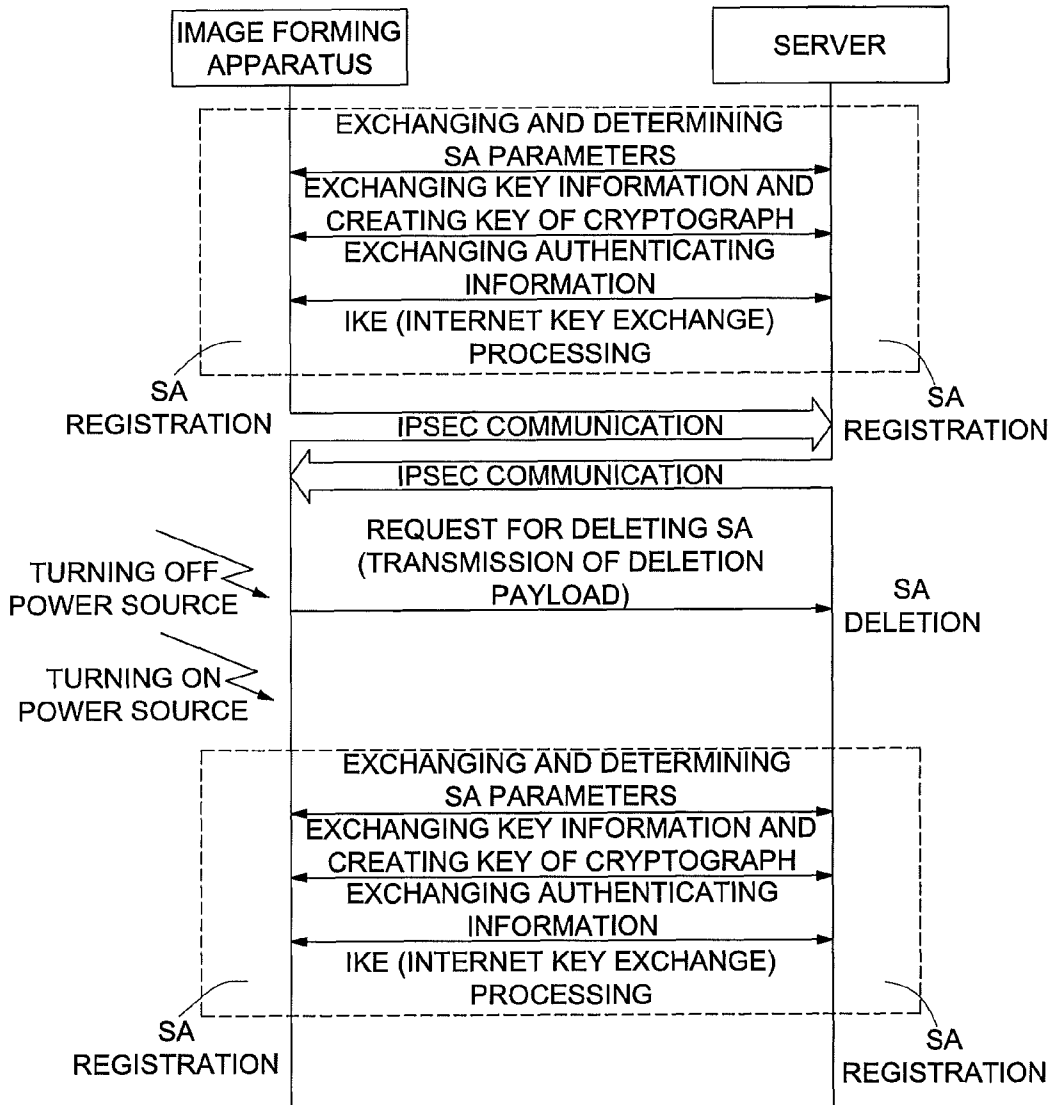 IMAGE FORMING
APPARATUS
SERVER
EXCHANGING AND DETERMINING
SA PARAMETERS
EXCHANGING KEY INFORMATION AND
CREATING KEY OF CRYPTOGRAPH
EXCHANGING AUTHENTICATING
INFORMATION
IKE (INTERNET KEY EXCHANGE)
PROCESSING
SA
REGISTRATION
SA
REGISTRATION
IPSEC COMMUNICATION
IPSEC COMMUNICATION
REQUEST FOR DELETING SA
(TRANSMISSION OF DELETION
PAYLOAD)
TURNING OFF
POWER SOURCE
SA
DELETION
TURNING ON
POWER SOURCE
EXCHANGING AND DETERMINING
SA PARAMETERS
EXCHANGING KEY INFORMATION AND
CREATING KEY OF CRYPTOGRAPH
EXCHANGING AUTHENTICATING
INFORMATION
IKE (INTERNET KEY EXCHANGE)
PROCESSING
SA
REGISTRATION
SA
REGISTRATION